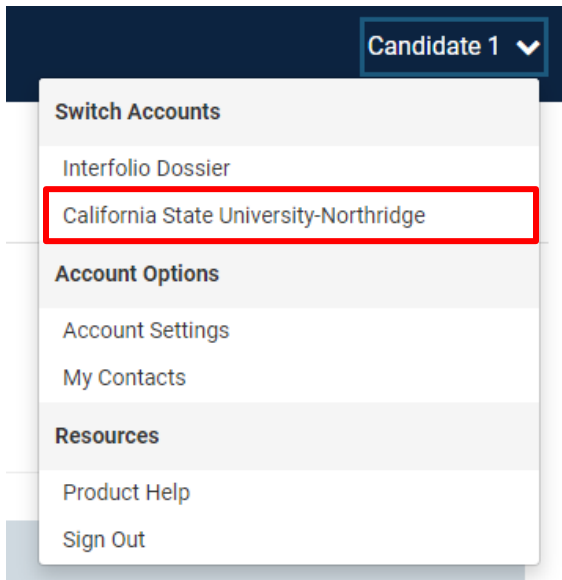 Candidate 1
Switch Accounts
Interfolio Dossier
California State University-Northridge
Account Options
Account Settings
My Contacts
Resources
Product Help
Sign Out